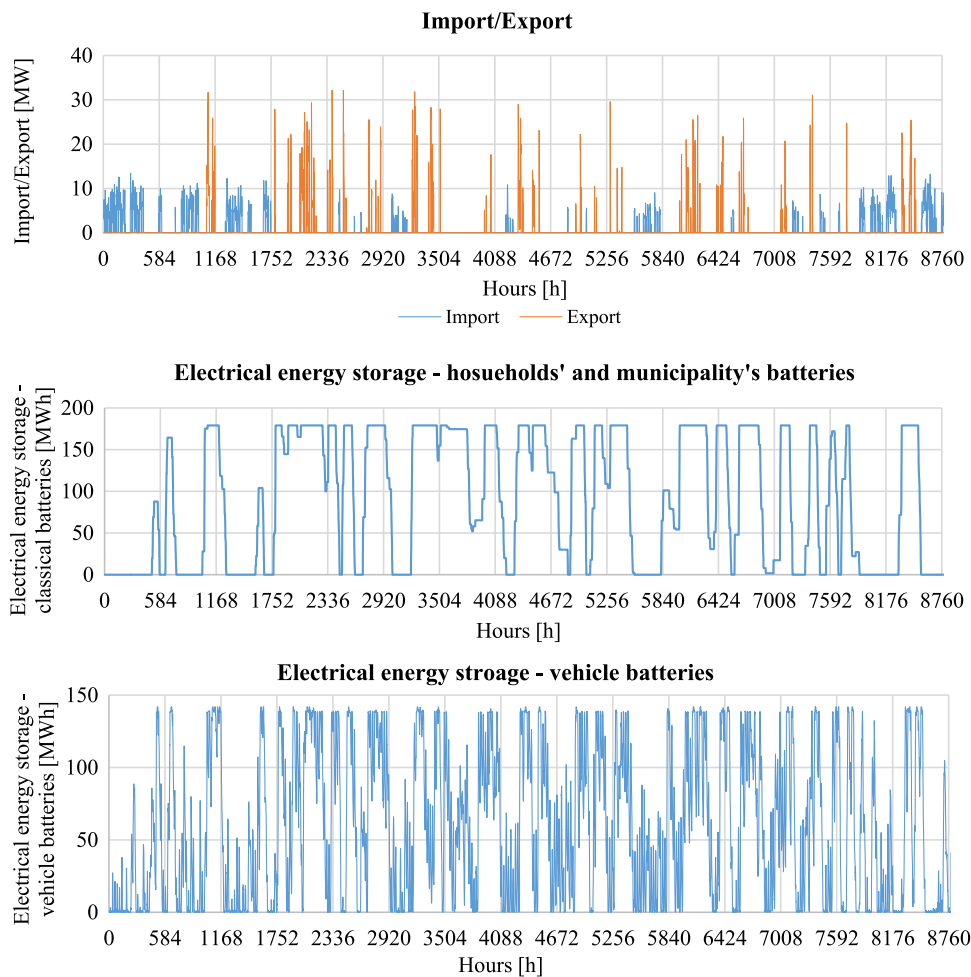 Import/Export
Import/Export [MW]
40
30
20
10
0
0 584 1168 1752 2336 2920 3504 4088 4672 5256 5840 6424 7008 7592 8176 8760
Hours [h]
Import Export
Electrical energy storage - hosueholds' and municipality's batteries
Electrical energy storage -
classical batteries [MWh]
200
150
100
50
0
0 584 1168 1752 2336 2920 3504 4088 4672 5256 5840 6424 7008 7592 8176 8760
Hours [h]
Electrical energy stroage - vehicle batteries
Electrical energy storage -
vehicle batteries [MWh]
150
100
50
0
0 584 1168 1752 2336 2920 3504 4088 4672 5256 5840 6424 7008 7592 8176 8760
Hours [h]